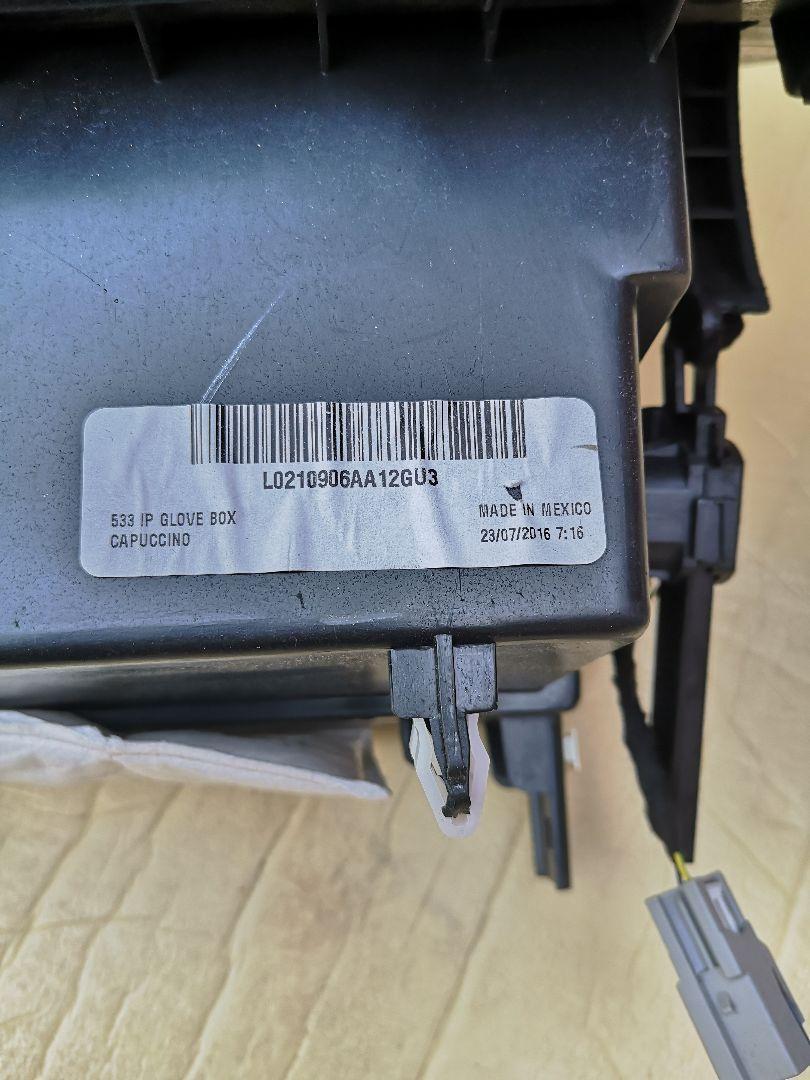 L0210906AA12GU3
533 IP GLOVE BOX
CAPUCCINO
MADE IN MEXICO
23/07/2016 7:16